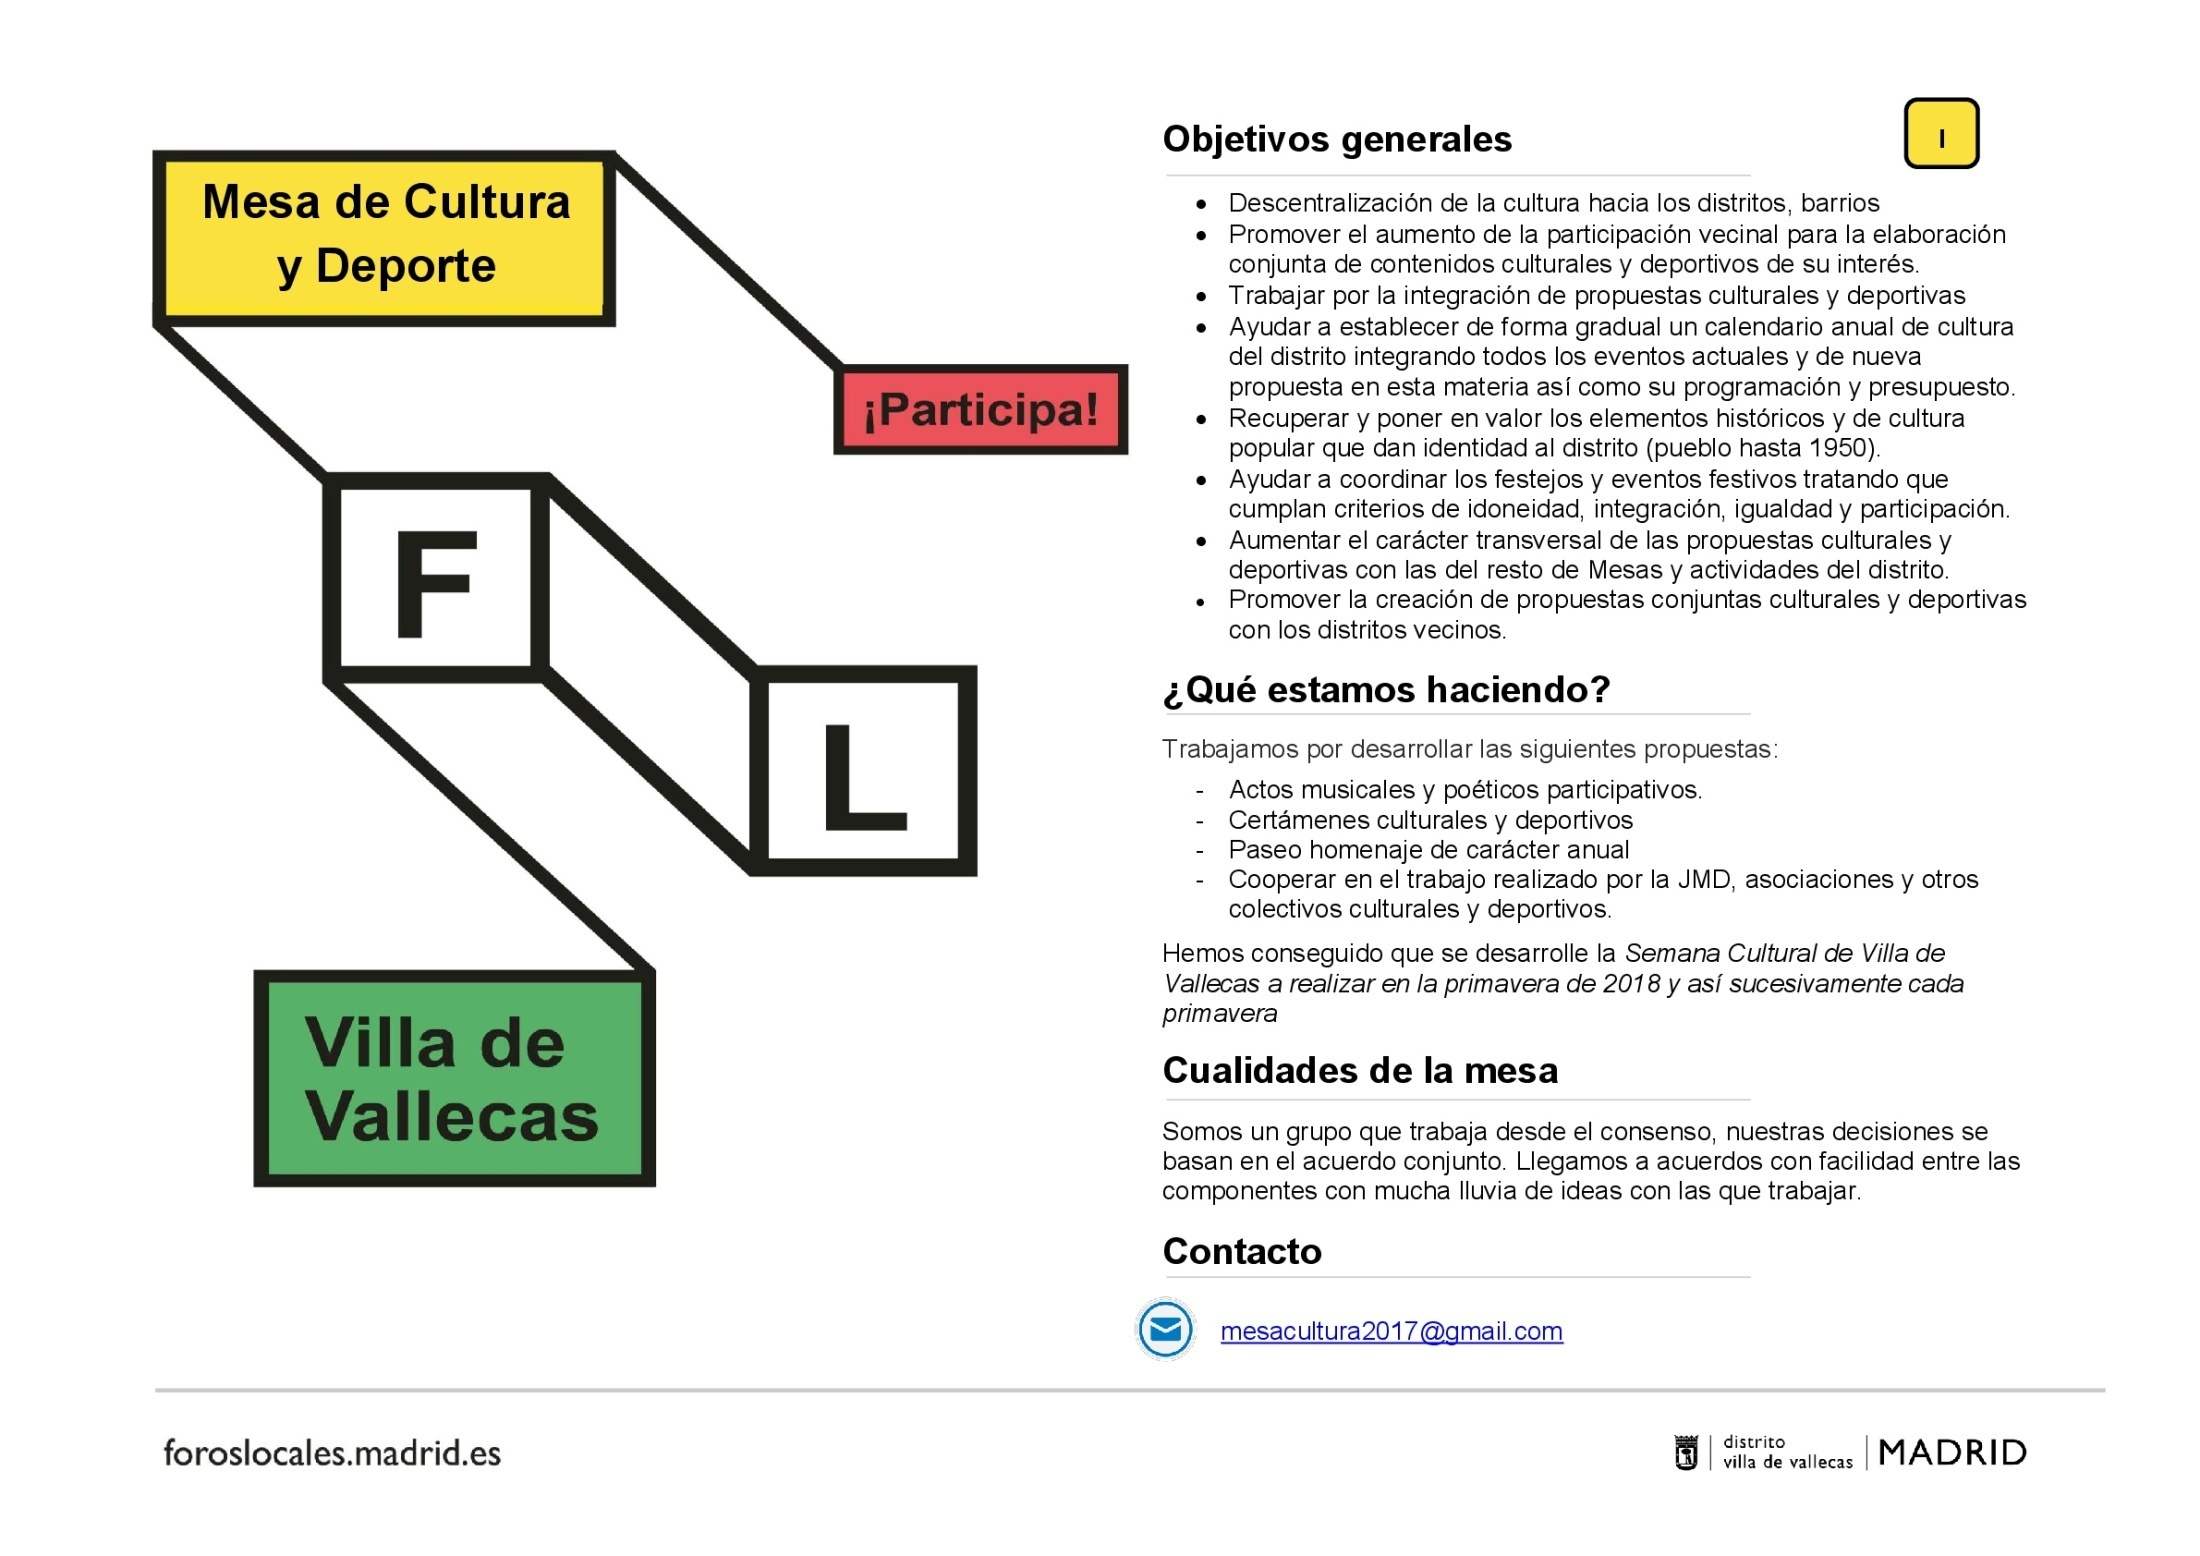 Mesa de Cultura
y Deporte
¡Participa!
F
L
Villa de
Vallecas
Objetivos generales
I
• Descentralización de la cultura hacia los distritos, barrios
• Promover el aumento de la participación vecinal para la elaboración
conjunta de contenidos culturales y deportivos de su interés.
• Trabajar por la integración de propuestas culturales y deportivas
• Ayudar a establecer de forma gradual un calendario anual de cultura
del distrito integrando todos los eventos actuales y de nueva
propuesta en esta materia así como su programación y presupuesto.
• Recuperar y poner en valor los elementos históricos y de cultura
popular que dan identidad al distrito (pueblo hasta 1950).
• Ayudar a coordinar los festejos y eventos festivos tratando que
cumplan criterios de idoneidad, integración, igualdad y participación.
• Aumentar el carácter transversal de las propuestas culturales y
deportivas con las del resto de Mesas y actividades del distrito.
• Promover la creación de propuestas conjuntas culturales y deportivas
con los distritos vecinos.
¿Qué estamos haciendo?
Trabajamos por desarrollar las siguientes propuestas:
- Actos musicales y poéticos participativos.
- Certámenes culturales y deportivos
- Paseo homenaje de carácter anual
- Cooperar en el trabajo realizado por la JMD, asociaciones y otros
colectivos culturales y deportivos.
Hemos conseguido que se desarrolle la Semana Cultural de Villa de
Vallecas a realizar en la primavera de 2018 y así sucesivamente cada
primavera
Cualidades de la mesa
Somos un grupo que trabaja desde el consenso, nuestras decisiones se
basan en el acuerdo conjunto. Llegamos a acuerdos con facilidad entre las
componentes con mucha lluvia de ideas con las que trabajar.
Contacto
mesacultura2017@gmail.com
foroslocales.madrid.es
distrito
villa de vallecas
MADRID